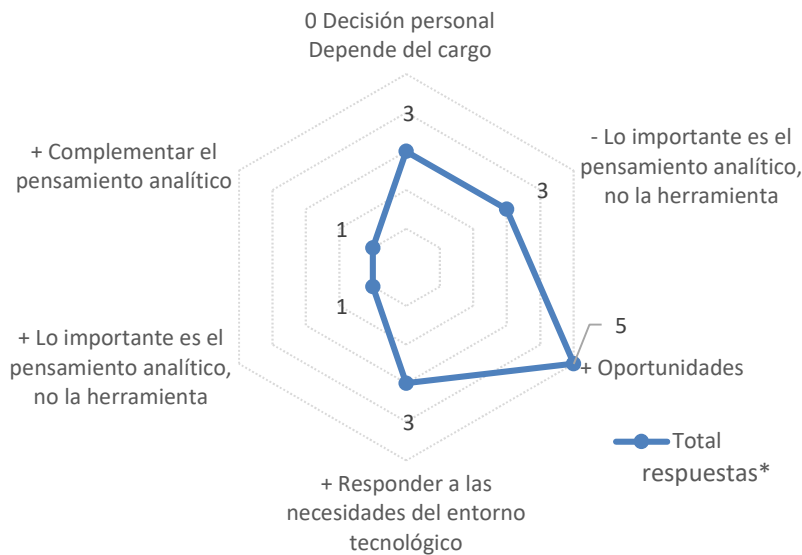 0 Decisión personal
Depende del cargo
3
- Lo importante es el
pensamiento analítico,
no la herramienta
3
+ Complementar el
pensamiento analítico
1
1
5
+ Oportunidades
+ Lo importante es el
pensamiento analítico,
no la herramienta
3
Total
respuestas*
+ Responder a las
necesidades del entorno
tecnológico